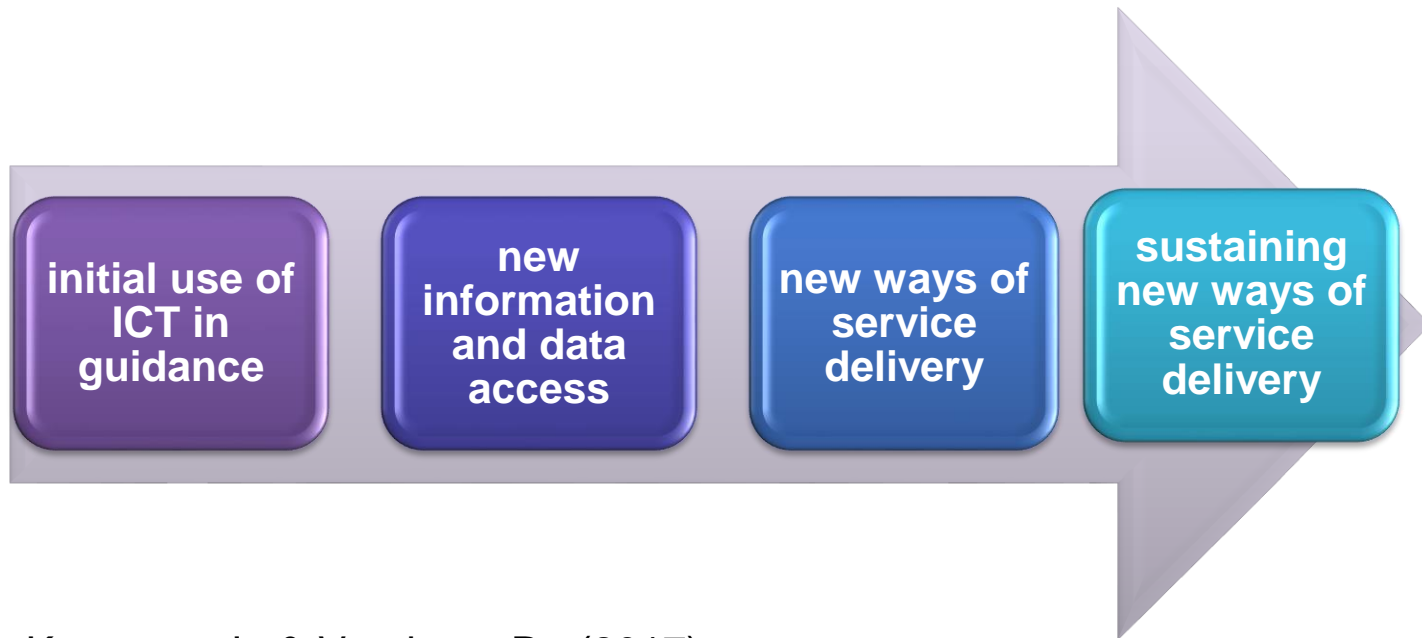 initial use of
ICT in
guidance
new
information
and data
access
new ways of
service
delivery
sustaining
new ways of
service
delivery
&
(2017)